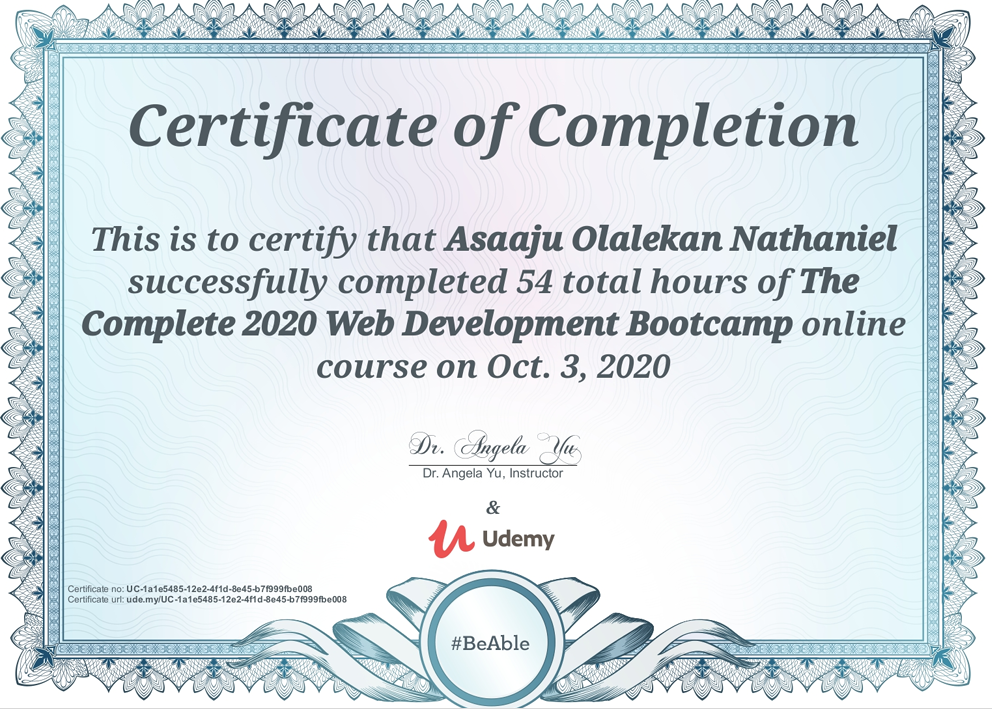 Certificate of Completion
This is to certify that Asaaju Olalekan Nathaniel
successfully completed 54 total hours of The
Complete 2020 Web Development Bootcamp online
course on Oct. 3, 2020
Dr. Angela Yu
Dr. Angela Yu, Instructor
&
Udemy
Certificate no: UC-1a1e5485-12e2-4f1d-8e45-b7f999fbe008
Certificate url: ude.my/UC-1a1e5485-12e2-4f1d-8e45-b7f999fbe008
#BeAble